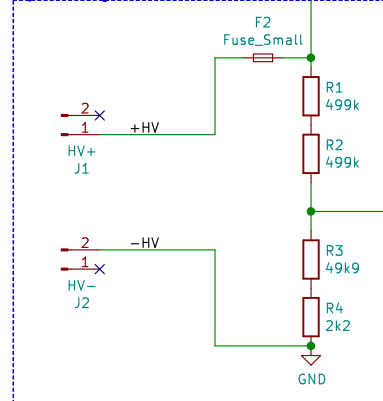 F2
Fuse_Small
R1
499k
2
1
+HV
HV+
J1
R2
499k
2
-HV
1
HV-
J2
R3
49k9
R4
2k2
GND